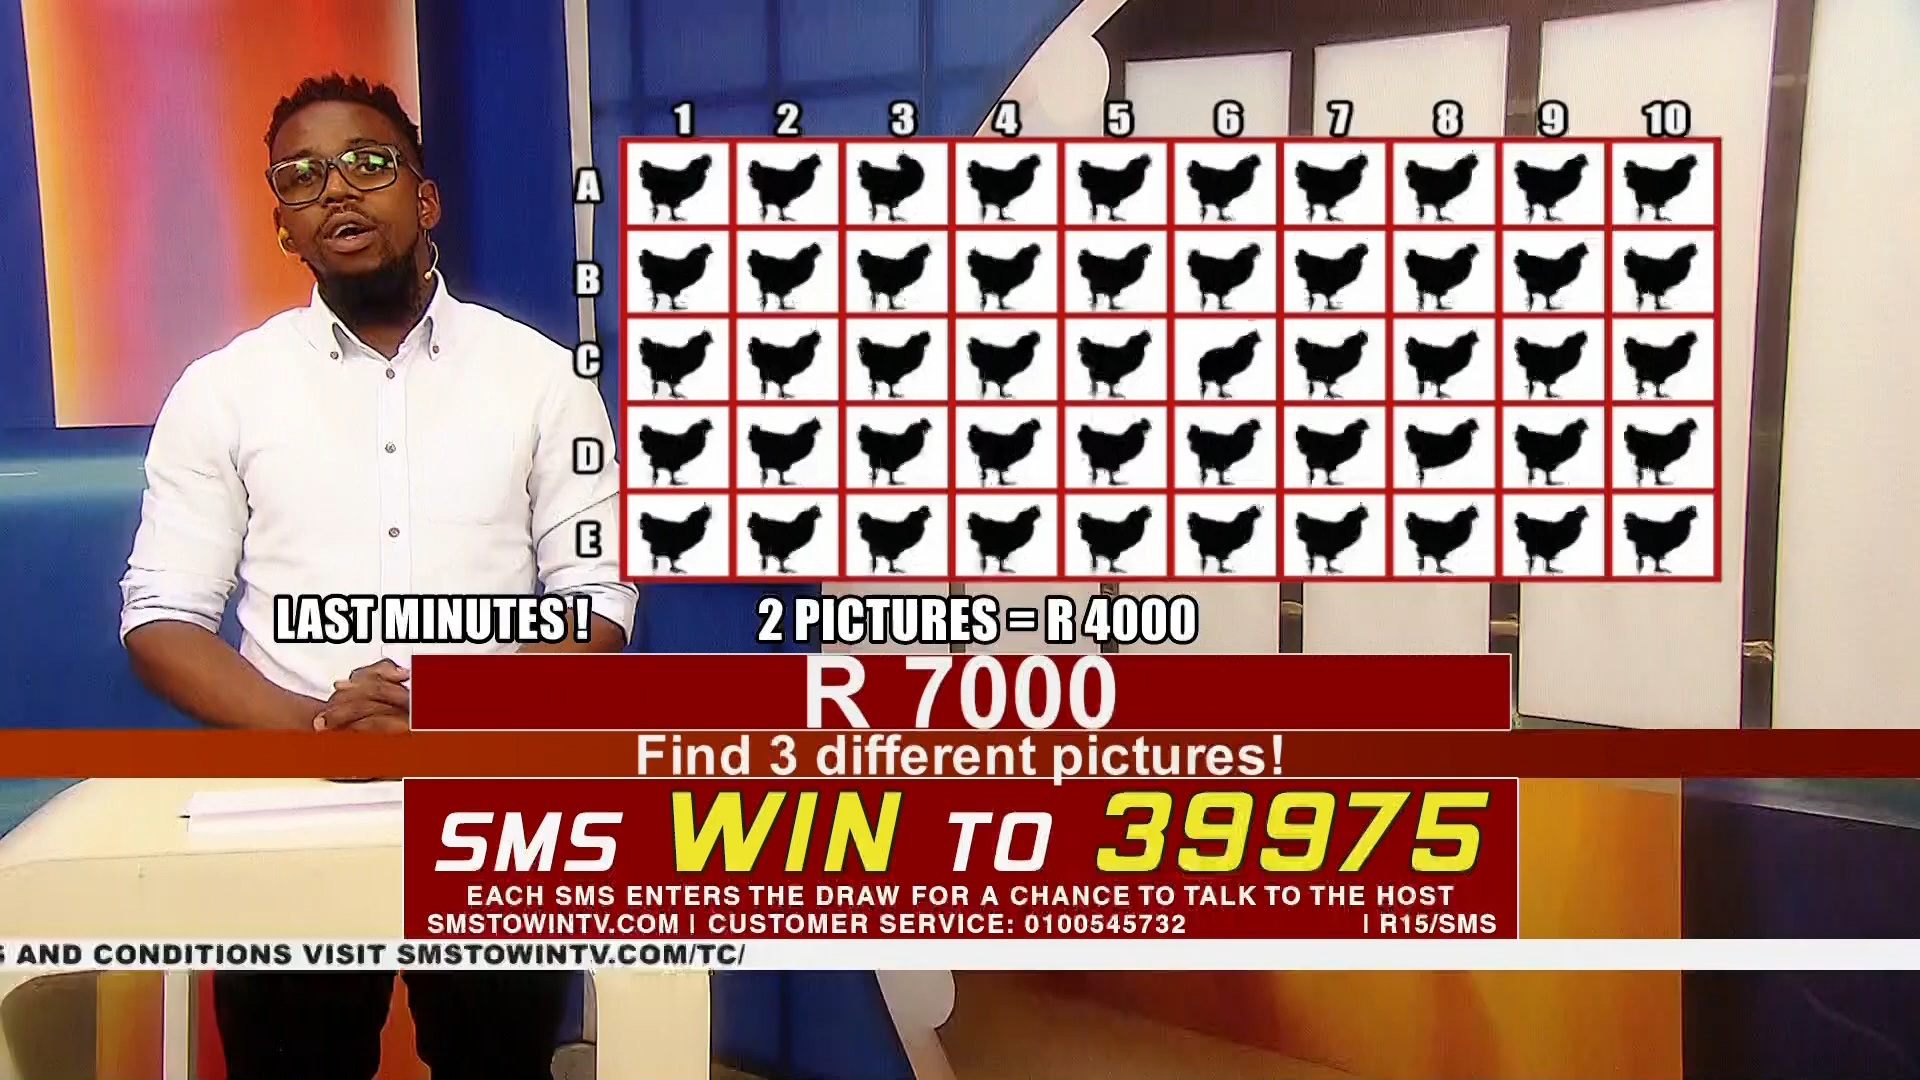 1 2 3 4 5 6 7 8 9 10
A
B
C
D
E
LAST MINUTES ! 2 PICTURES = R 4000
R 7000
Find 3 different pictures!
SMS WIN TO 39975
EACH SMS ENTERS THE DRAW FOR A CHANCE TO TALK TO THE HOST
SMSTOWINTV.COM | CUSTOMER SERVICE: 0100545732 | R15/SMS
AND CONDITIONS VISIT SMSTOWINTV.COM/TC/